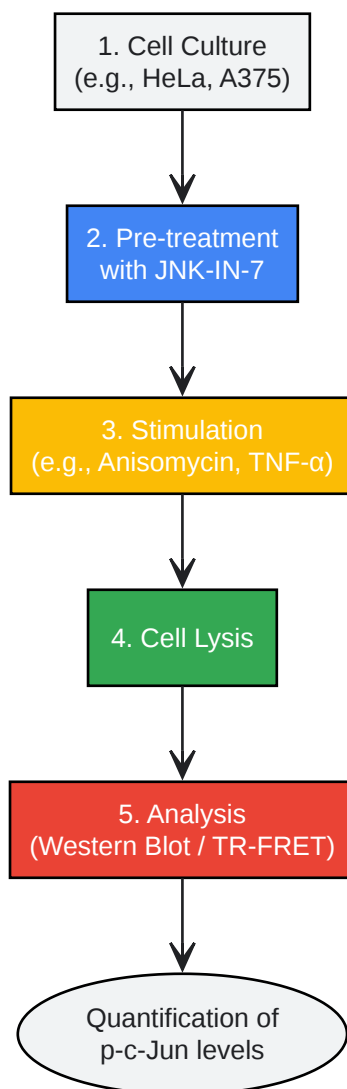 1. Cell Culture
(e.g., HeLa, A375)
2. Pre-treatment
with JNK-IN-7
3. Stimulation
(e.g., Anisomycin, TNF-α)
4. Cell Lysis
5. Analysis
(Western Blot / TR-FRET)
Quantification of
p-c-Jun levels